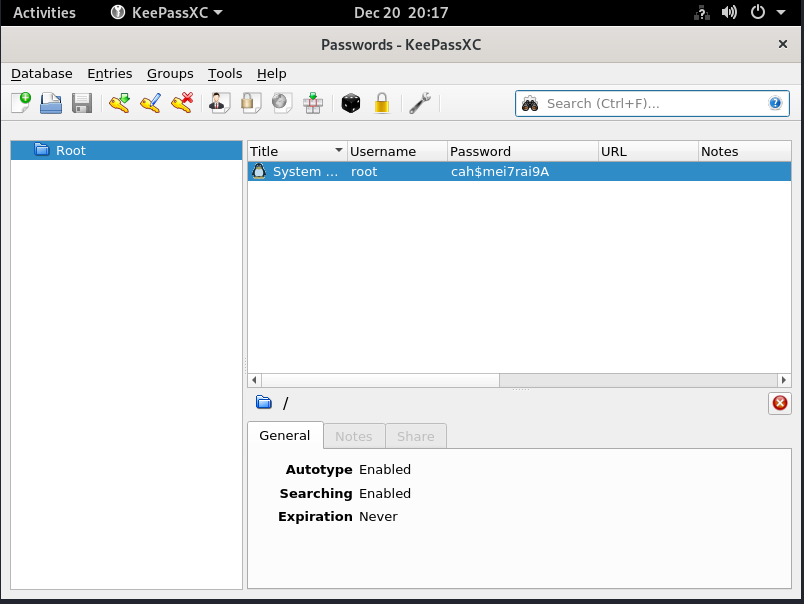 Activities KeePassXC Dec 20 20:17
Passwords - KeePassXC
Database Entries Groups Tools Help
Search (Ctrl+F)...
Root
Title Username Password URL Notes
System ... root cah$mei7rai9A
/
General Notes Share
Autotype Enabled
Searching Enabled
Expiration Never